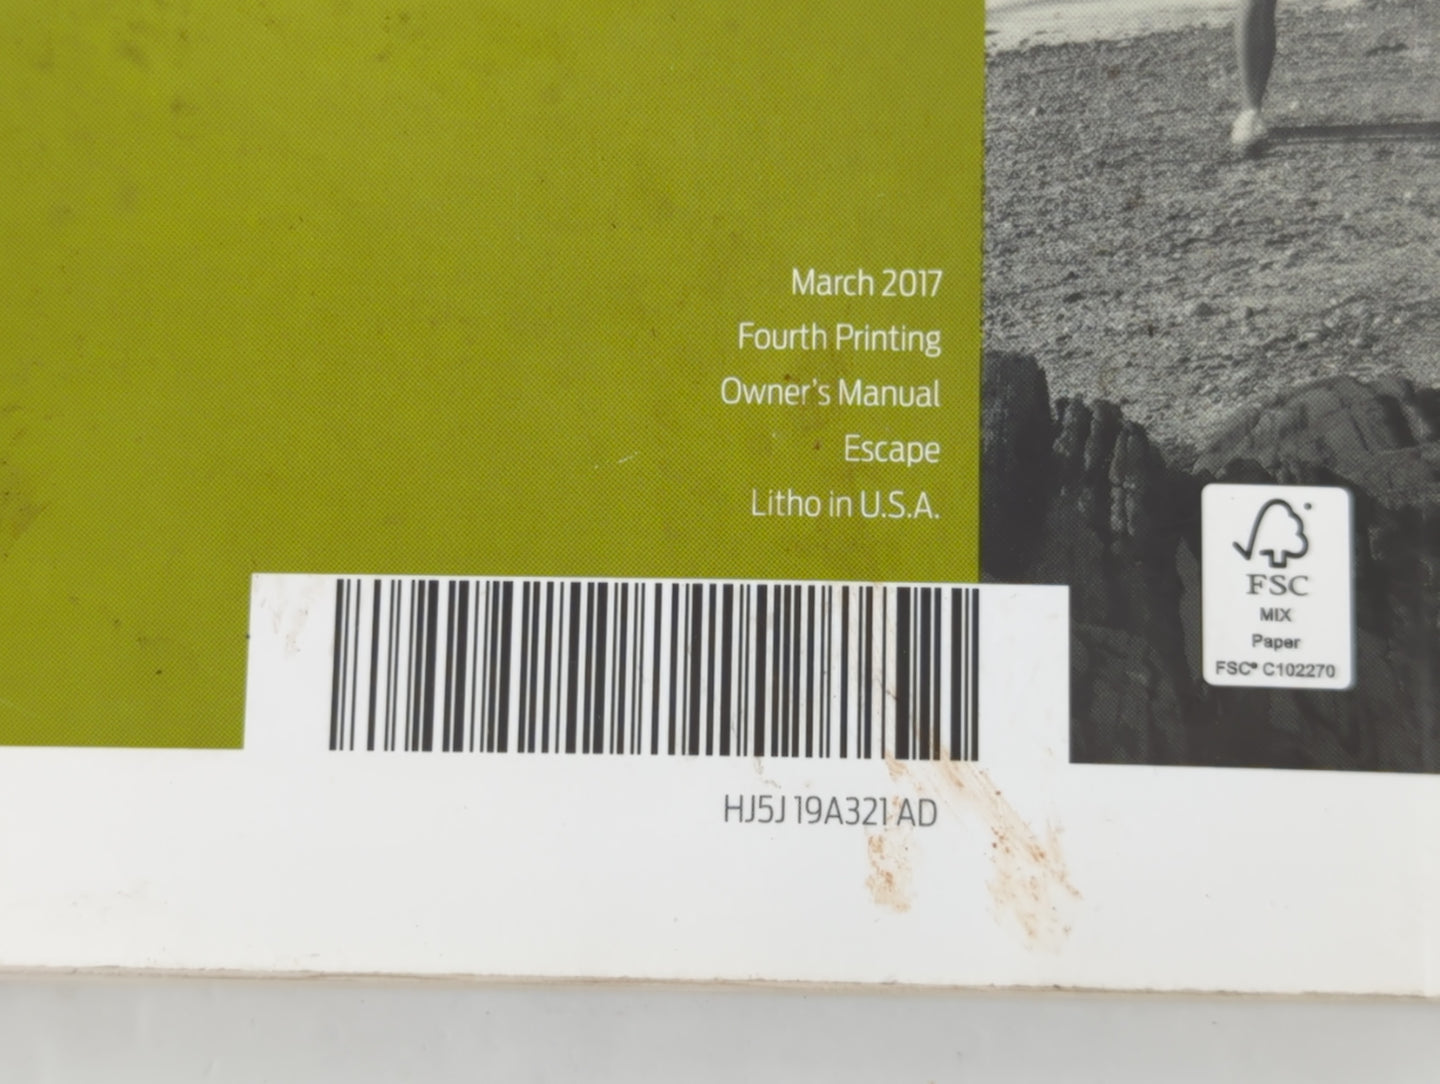 March 2017
Fourth Printing
Owner's Manual
Escape
Litho in U.S.A.
HJ5J 19A321 AD
FSC
MIX
Paper
FSC® C102270